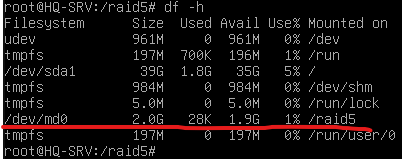 root@HQ-SRV:/raid5# df -h
Filesystem Size Used Avail Use% Mounted on
udev 961M 0 961M 0% /dev
tmpfs 197M 700K 196M 1% /run
/dev/sda1 39G 1.8G 35G 5% /
tmpfs 984M 0 984M 0% /dev/shm
tmpfs 5.0M 0 5.0M 0% /run/lock
/dev/md0 2.0G 28K 1.9G 1% /raid5
tmpfs 197M 0 197M 0% /run/user/0
root@HQ-SRV:/raid5#